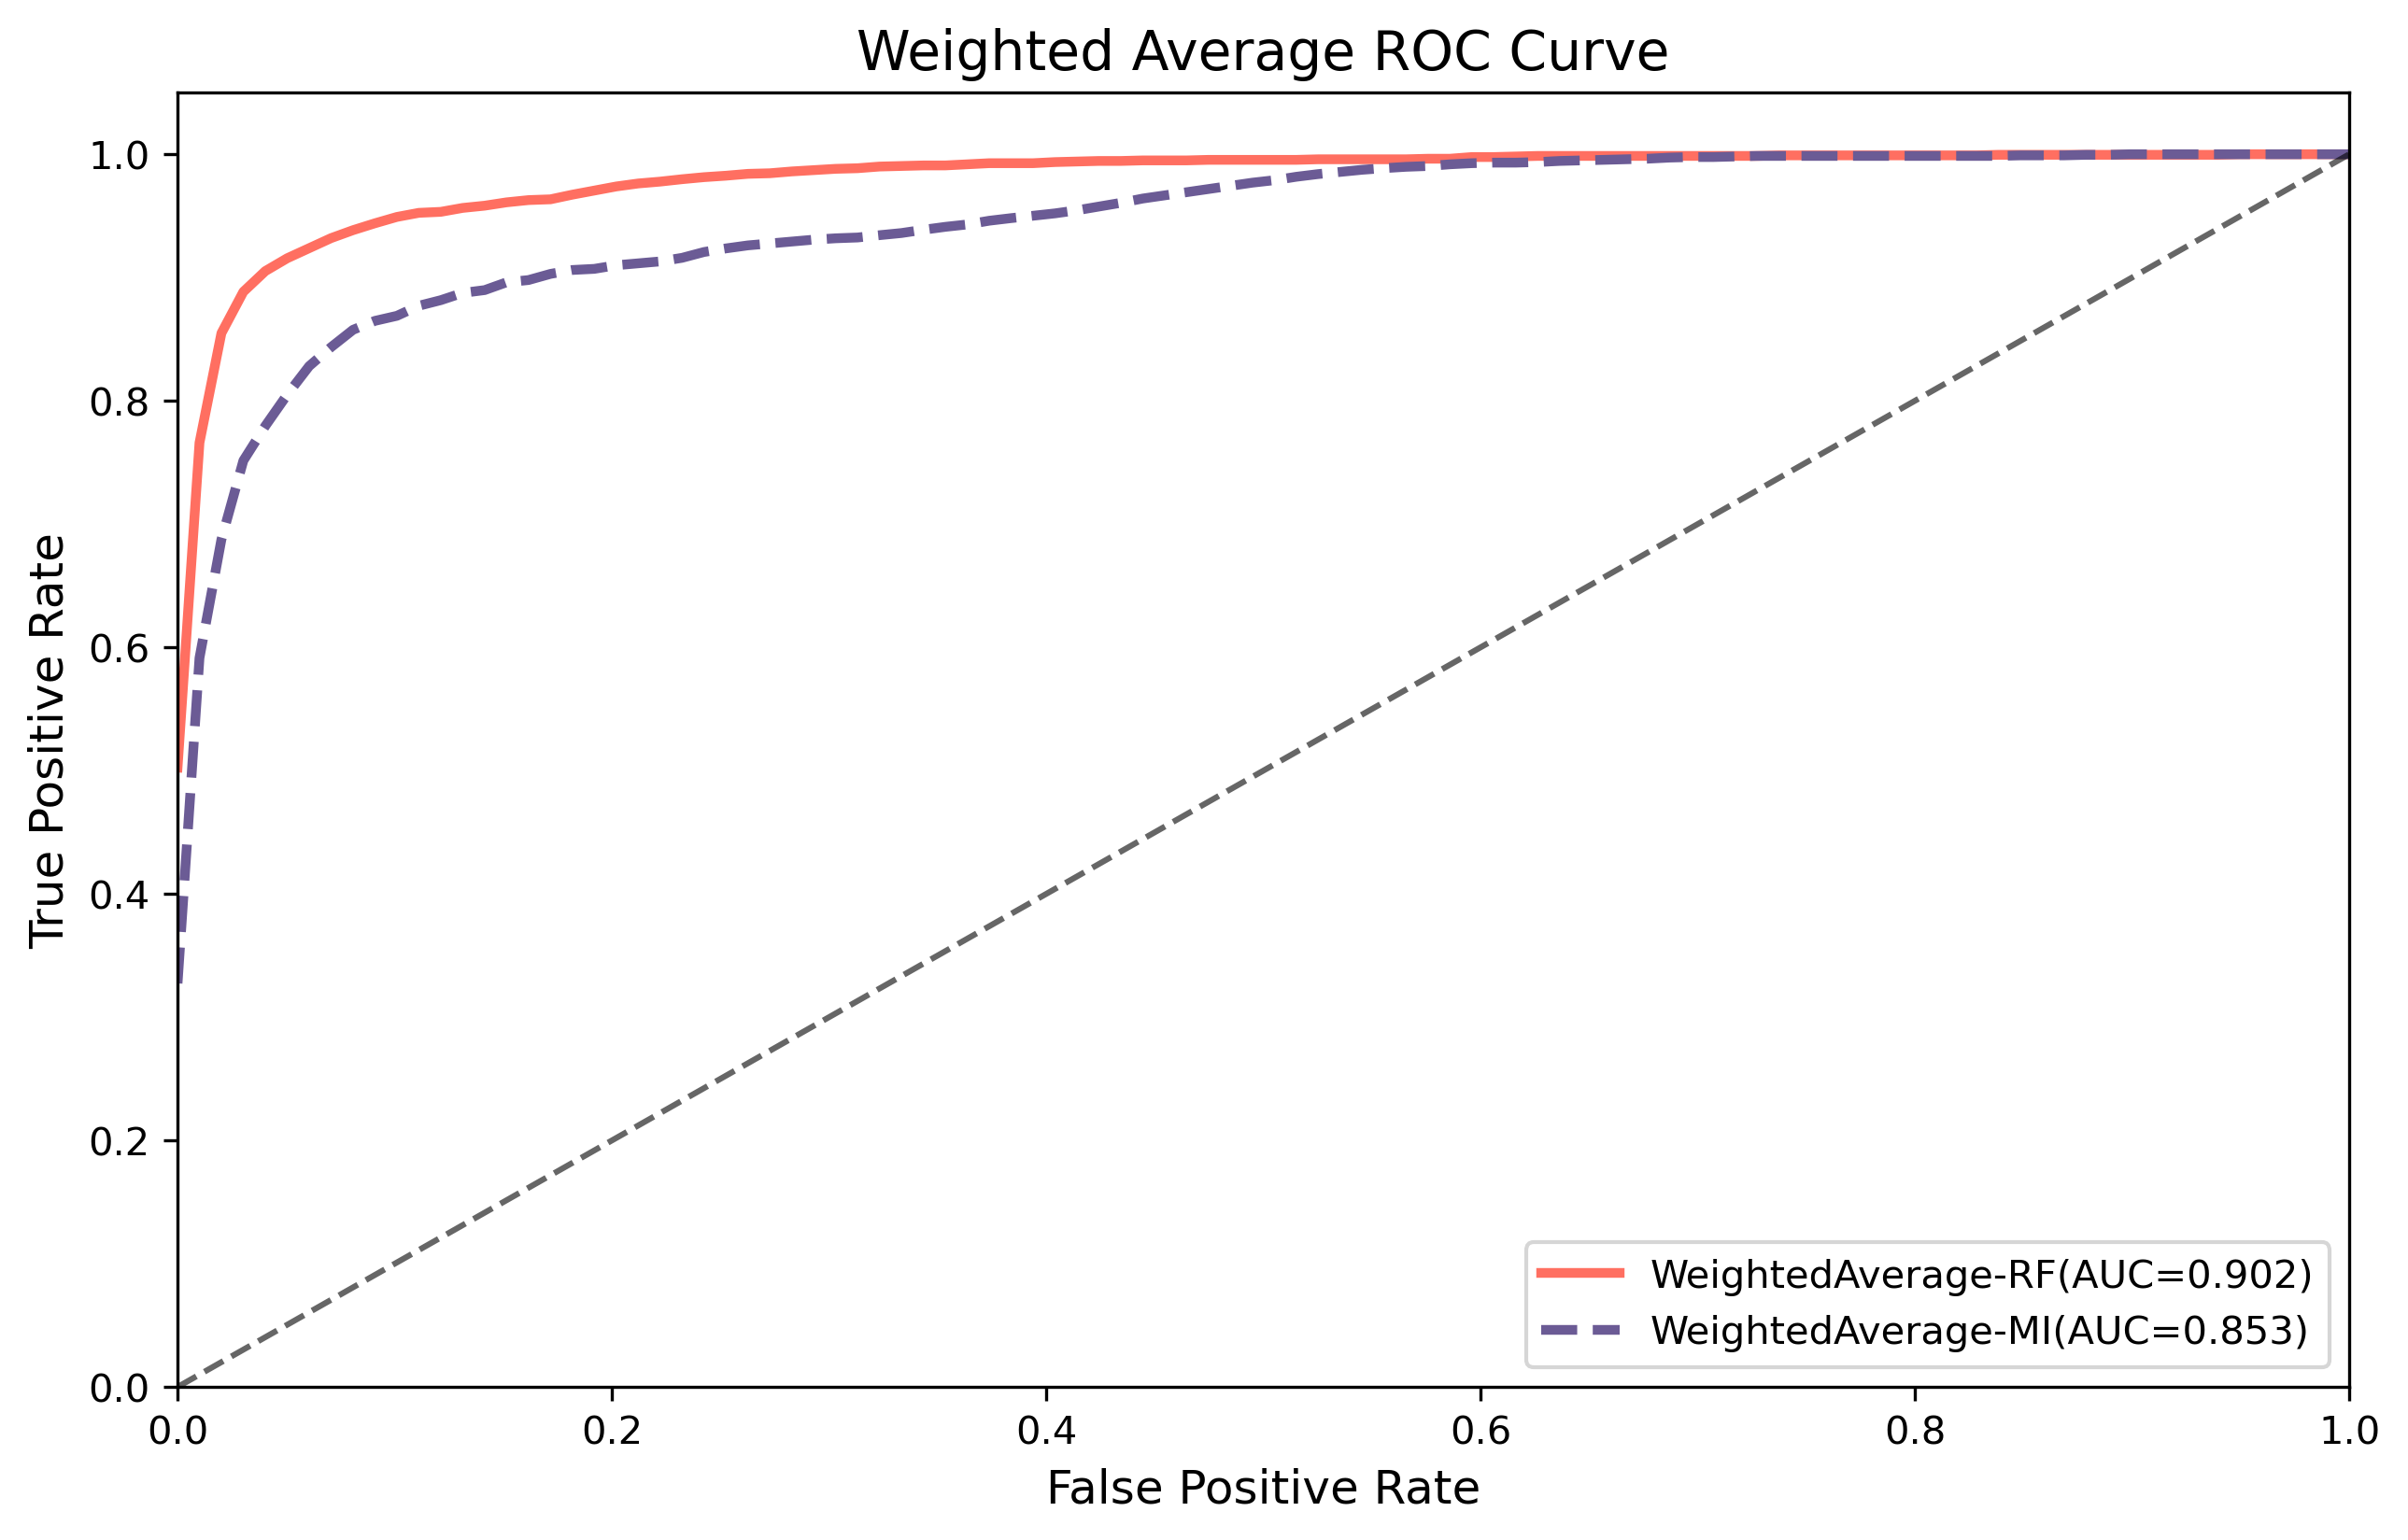 Weighted Average ROC Curve
True Positive Rate
1.0
0.8
0.6
0.4
0.2
0.0
0.0 0.2 0.4 0.6 0.8 1.0
False Positive Rate
WeightedAverage-RF(AUC=0.902)
WeightedAverage-MI(AUC=0.853)